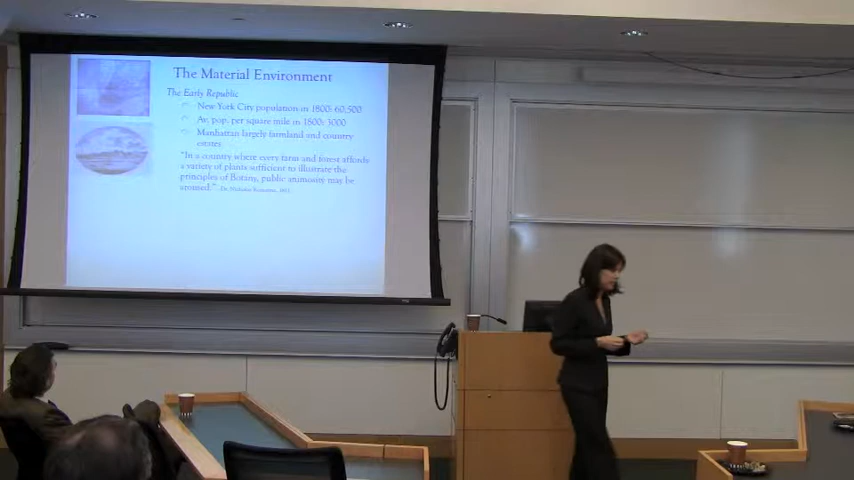 The Material Environment
The Early Republic
New York City population in 1800: 60,500
Av. pop. per square mile in 1800: 3000
Manhattan largely farmland and country
estates
"In a country where every farm and forest affords
a variety of plants sufficient to illustrate the
principles of Botany, public animosity may be
aroused."